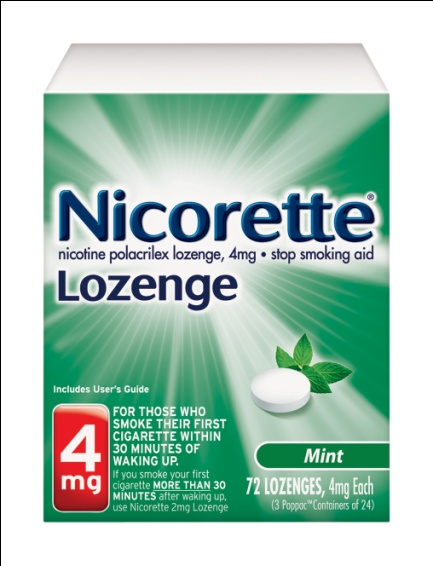 Nicorette®
nicotine polacrilex lozenge, 4mg • stop smoking aid
Lozenge
Includes User's Guide
4
mg
FOR THOSE WHO
SMOKE THEIR FIRST
CIGARETTE WITHIN
30 MINUTES OF
WAKING UP.
If you smoke your first
cigarette MORE THAN 30
MINUTES after waking up,
use Nicorette 2mg Lozenge
Mint
72 LOZENGES, 4mg Each
(3 Poppac™ Containers of 24)